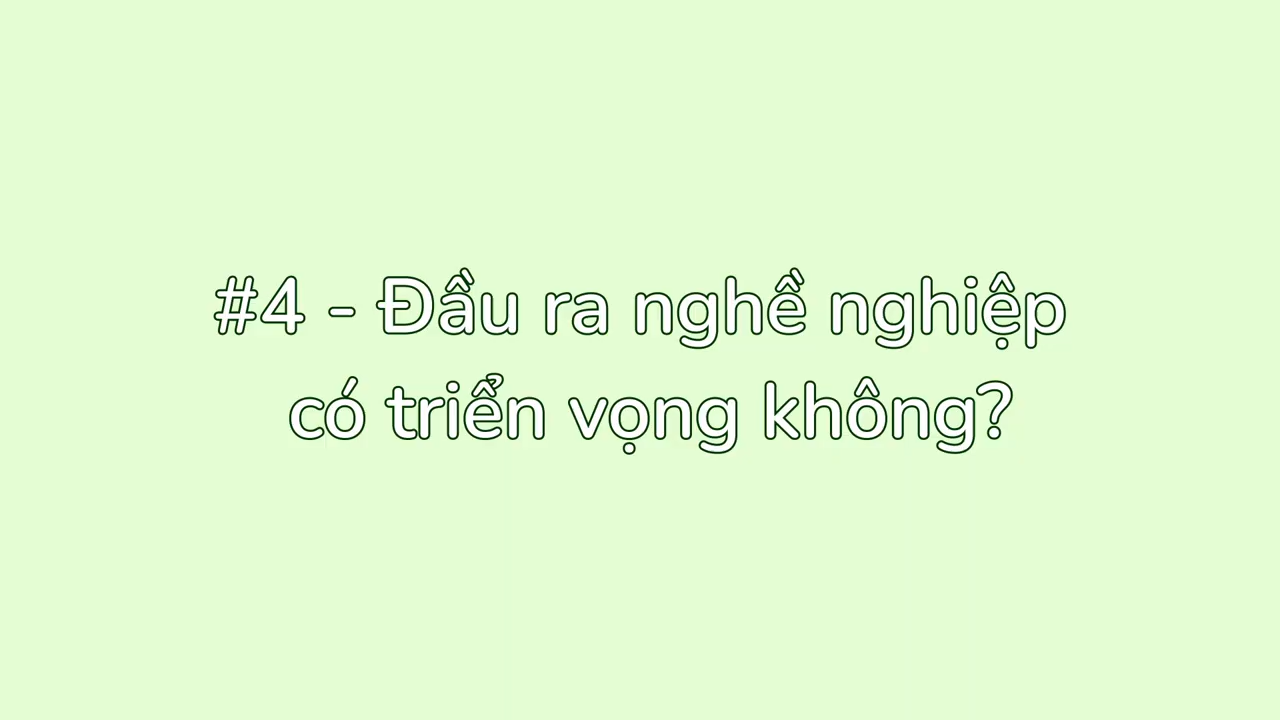 #4 - Đầu ra nghề nghiệp
có triển vọng không?